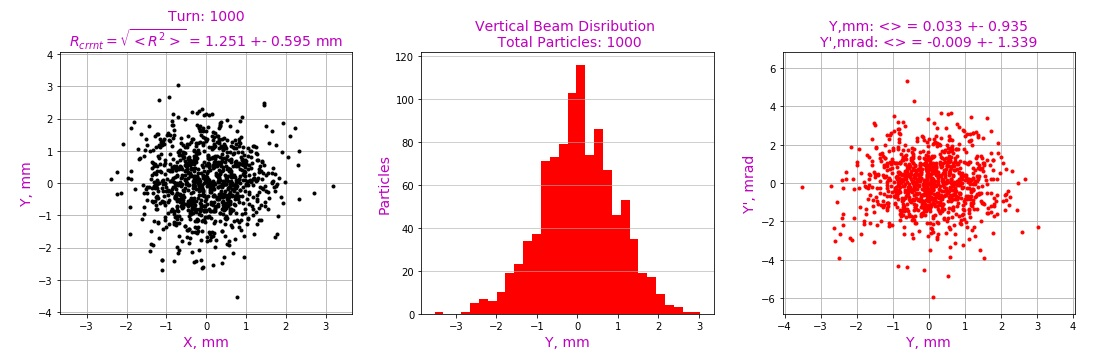 Turn: 1000
R_crrnt = √<R²> = 1.251 +- 0.595 mm
4
3
2
1
0
−1
−2
−3
−4
Y, mm
−3 −2 −1 0 1 2 3
X, mm
Vertical Beam Disribution
Total Particles: 1000
120
100
80
60
40
20
0
Particles
−3 −2 −1 0 1 2 3
Y, mm
Y,mm: <> = 0.033 +- 0.935
Y',mrad: <> = -0.009 +- 1.339
6
4
2
0
−2
−4
−6
Y', mrad
−4 −3 −2 −1 0 1 2 3 4
Y, mm